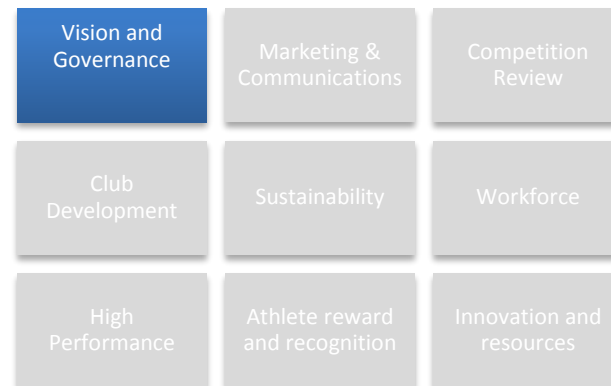 Vision and
Governance
Marketing &
Communications
Competition
Review
Club
Development
Sustainability
Workforce
High
Performance
Athlete reward
and recognition
Innovation and
resources